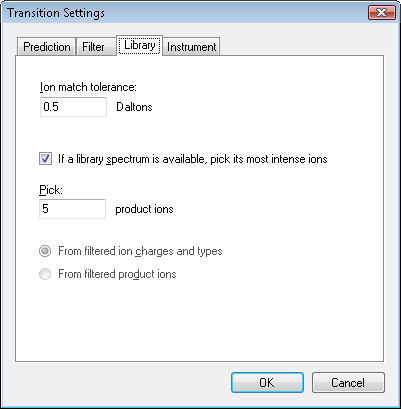 Transition Settings
Prediction Filter Library Instrument
Ion match tolerance:
0.5 Daltons
If a library spectrum is available, pick its most intense ions
Pick:
5 product ions
From filtered ion charges and types
From filtered product ions
OK Cancel